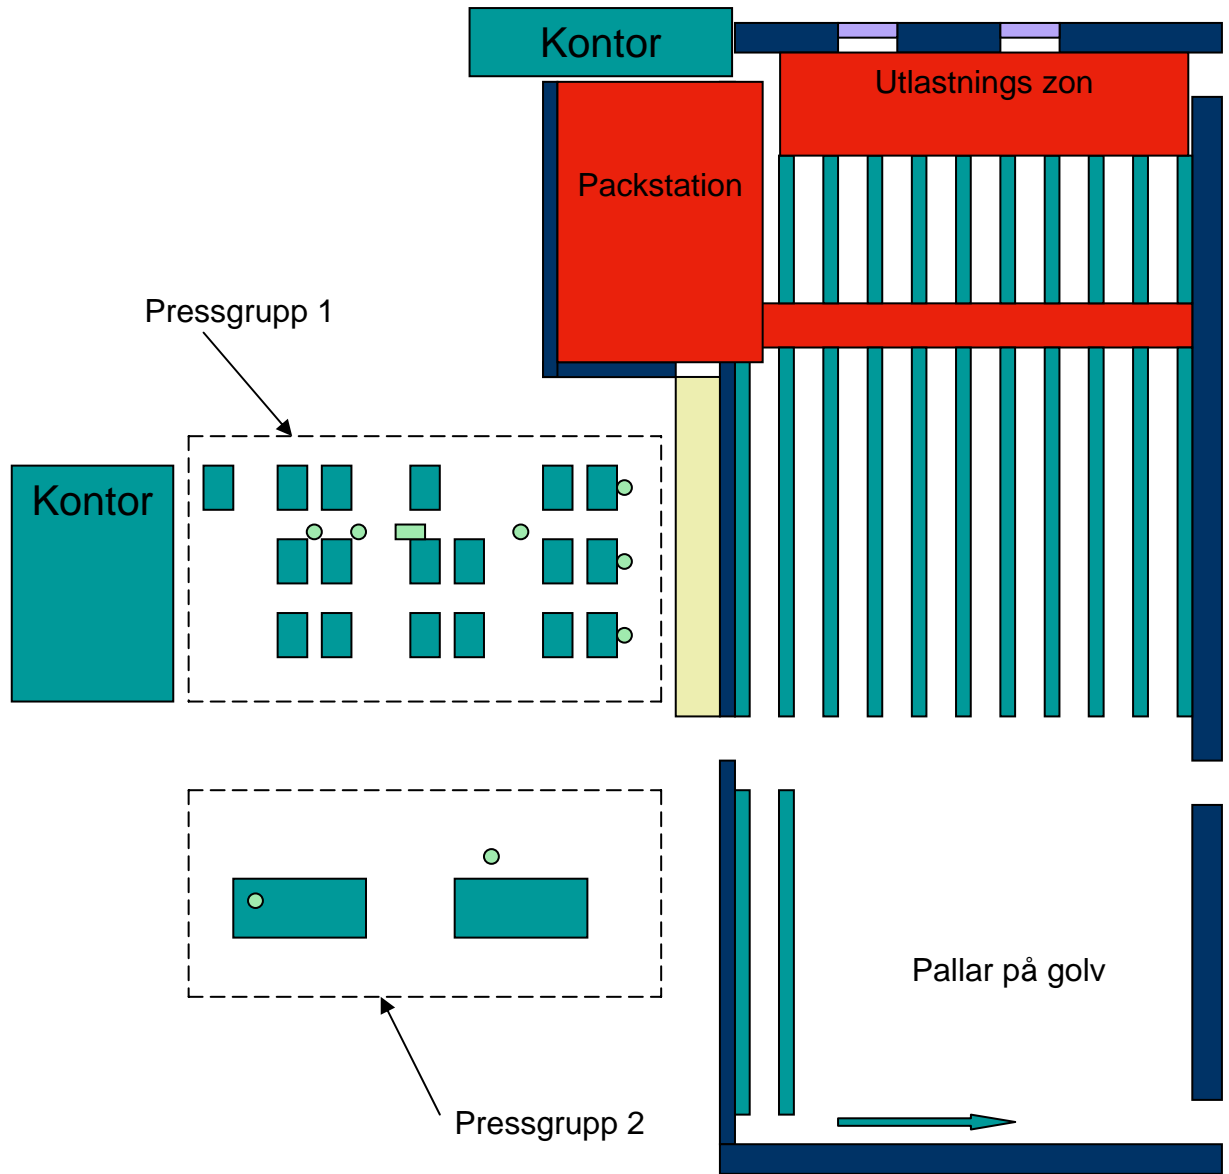 Kontor
Utlastnings zon
Packstation
Pressgrupp 1
Kontor
Pallar på golv
Pressgrupp 2